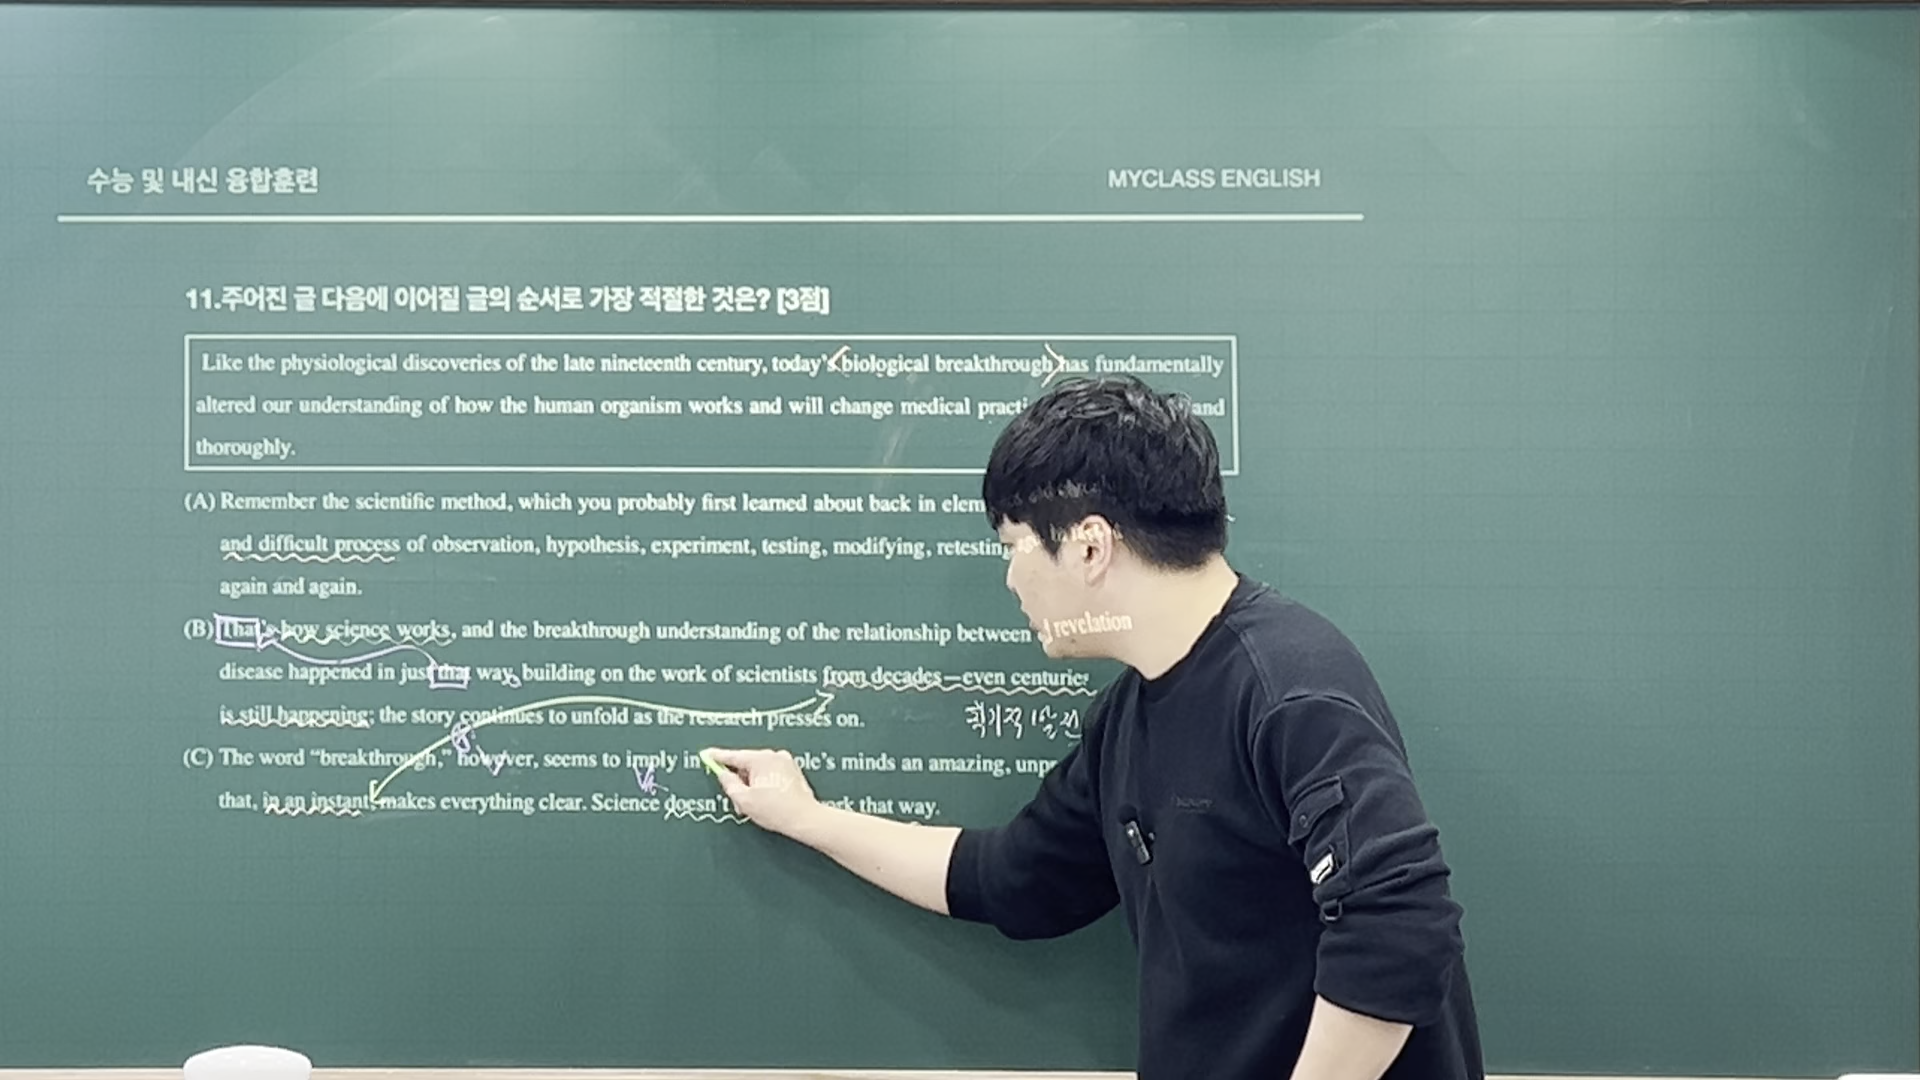 수능 및 내신 융합훈련
MYCLASS ENGLISH
11.주어진 글 다음에 이어질 글의 순서로 가장 적절한 것은? [3점]
Like the physiological discoveries of the late nineteenth century, today's biological breakthrough has fundamentally
altered our understanding of how the human organism works and will change medical and
thoroughly.
(A) Remember the scientific method, which you probably first learned about back in
and difficult process of observation, hypothesis, experiment, testing, modifying, retesting
again and again.
(B) That's how science works, and the breakthrough understanding of the relationship between
disease happened in just that way, building on the work of scientists from decades—even centuries
is still happening; the story continues to unfold as the research presses on.
획기적 발전
(C) The word “breakthrough,” however, seems to imply in minds an amazing, revelation
that, in an instant, makes everything clear. Science doesn't that way.